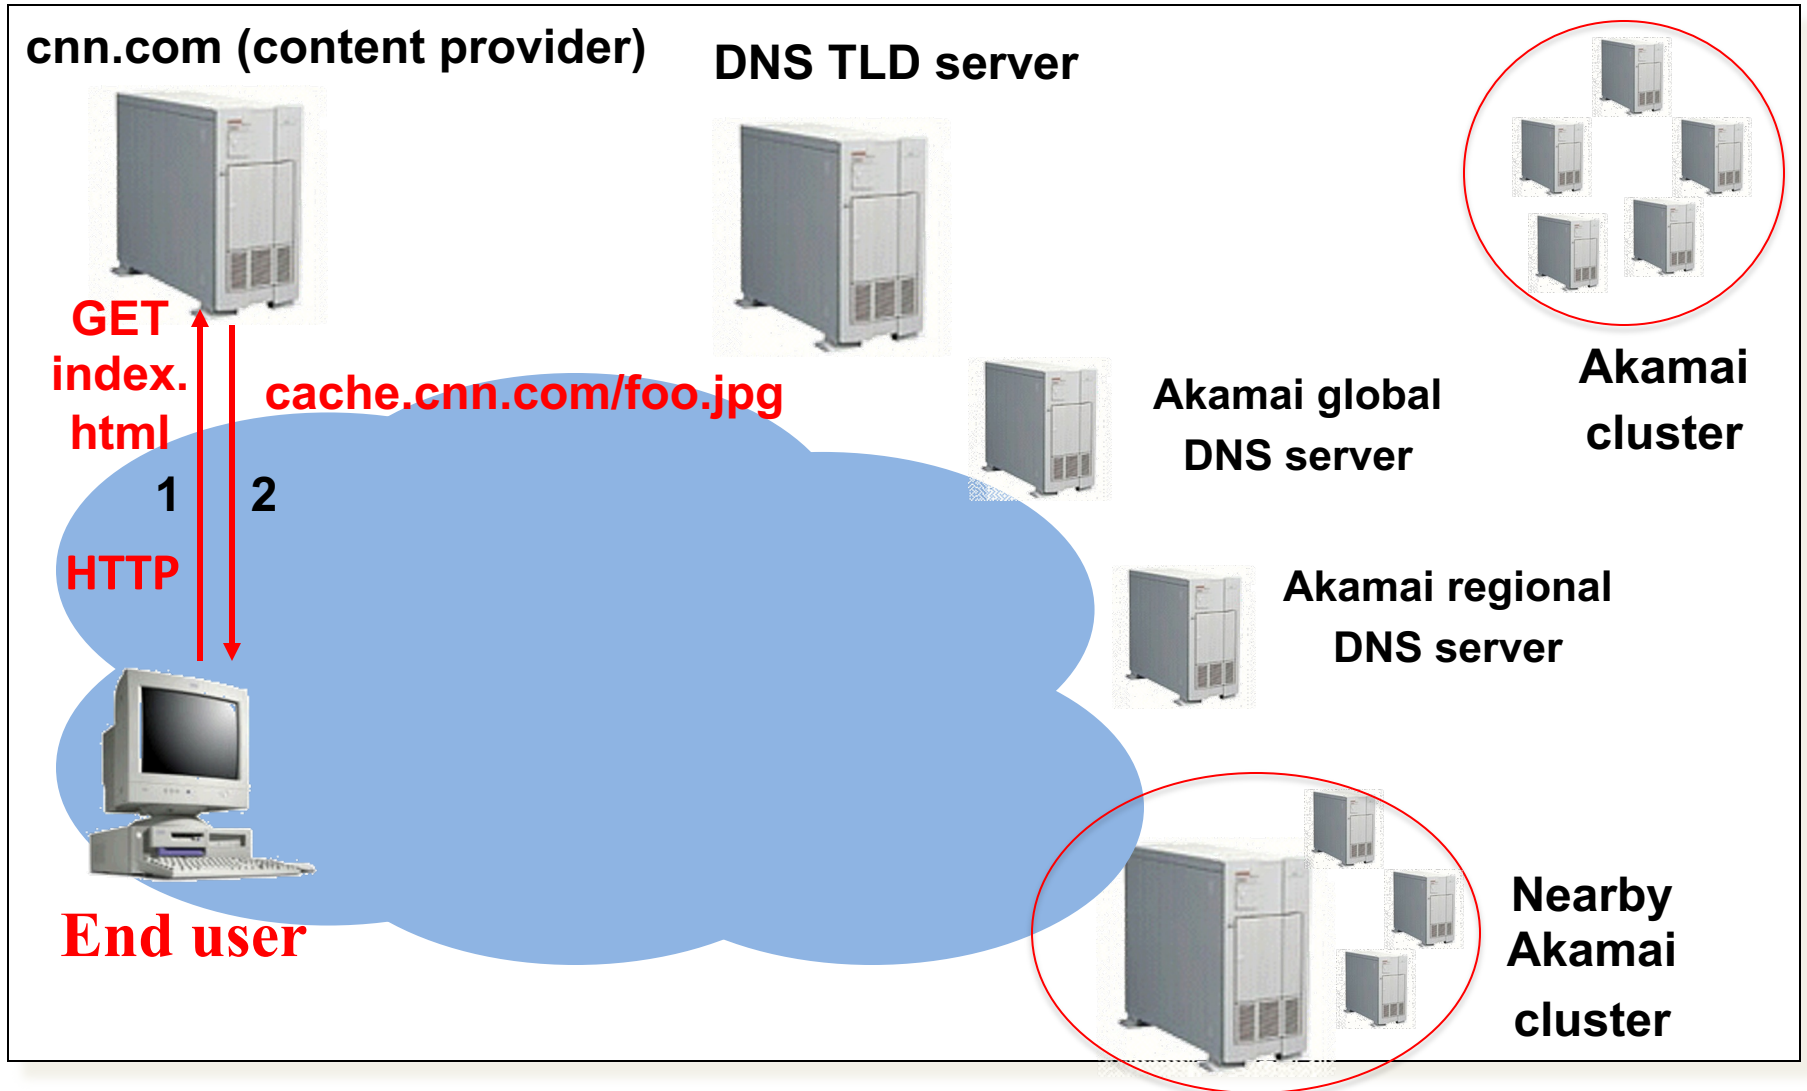 cnn.com (content provider)
DNS TLD server
GET
index.
html
cache.cnn.com/foo.jpg
1
2
HTTP
End user
Akamai global
DNS server
Akamai
cluster
Akamai regional
DNS server
Nearby
Akamai
cluster